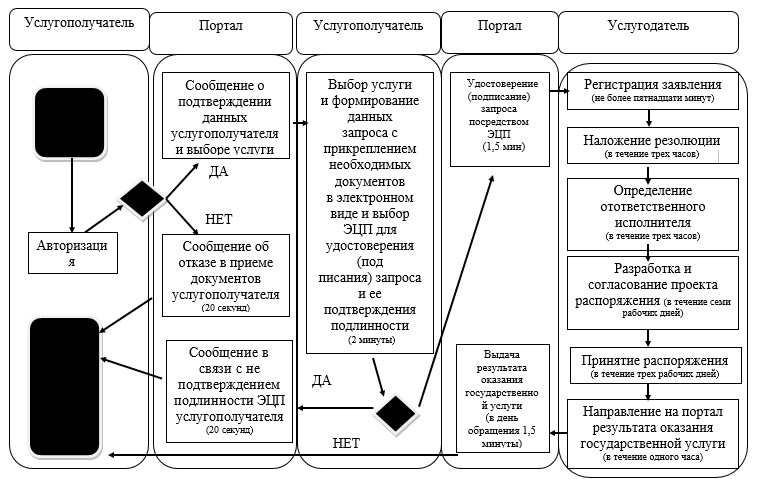 Услугополучатель
Портал
Услугополучатель
Портал
Услугодатель
Авторизаци
я
Сообщение о
подтверждении
данных
услугополучателя
и выборе услуги
ДА
НЕТ
Сообщение об
отказе в приеме
документов
услугополучателя
(20 секунд)
Сообщение в
связи с не
подтверждением
подлинности ЭЦП
услугополучателя
(20 секунд)
Выбор услуги
и формирование
данных
запроса с
прикреплением
необходимых
документов
в электронном
виде и выбор
ЭЦП для
удостоверения
(под
писания) запроса
и ее
подтверждения
подлинности
(2 минуты)
ДА
НЕТ
Удостоверение
(подписание)
запроса
посредством
ЭЦП
(1,5 мин)
Выдача
результата
оказания
государственно
й услуги
(в день
обращения 1,5
минуты)
Регистрация заявления
(не более пятнадцати минут)
Наложение резолюции
(в течение трех часов)
Определение
отответственного
исполнителя
(в течение трех часов)
Разработка и
согласование проекта
распоряжения (в течение семи
рабочих дней)
Принятие распоряжения
(в течение трех рабочих дней)
Направление на портал
результата оказания
государственной услуги
(в течение одного часа)